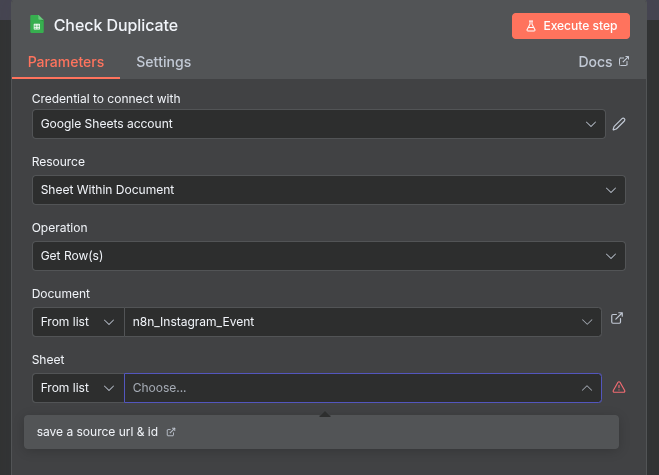 Check Duplicate
Execute step
Parameters
Settings
Docs
Credential to connect with
Google Sheets account
Resource
Sheet Within Document
Operation
Get Row(s)
Document
From list
n8n_Instagram_Event
Sheet
From list
Choose...
save a source url & id